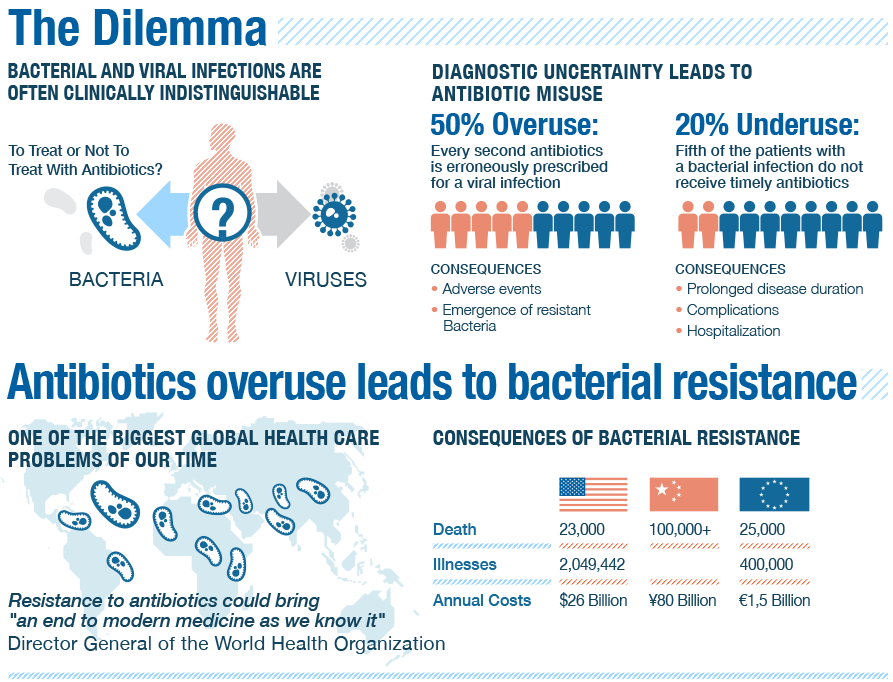 The Dilemma
BACTERIAL AND VIRAL INFECTIONS ARE
OFTEN CLINICALLY INDISTINGUISHABLE
To Treat or Not To
Treat With Antibiotics?
?
BACTERIA
VIRUSES
DIAGNOSTIC UNCERTAINTY LEADS TO
ANTIBIOTIC MISUSE
50% Overuse:
Every second antibiotics
is erroneously prescribed
for a viral infection
CONSEQUENCES
• Adverse events
• Emergence of resistant
Bacteria
20% Underuse:
Fifth of the patients with
a bacterial infection do not
receive timely antibiotics
CONSEQUENCES
• Prolonged disease duration
• Complications
• Hospitalization
Antibiotics overuse leads to bacterial resistance
ONE OF THE BIGGEST GLOBAL HEALTH CARE
PROBLEMS OF OUR TIME
Resistance to antibiotics could bring
"an end to modern medicine as we know it"
Director General of the World Health Organization
CONSEQUENCES OF BACTERIAL RESISTANCE
Death 23,000 100,000+ 25,000
Illnesses 2,049,442 400,000
Annual Costs $26 Billion ¥80 Billion €1,5 Billion